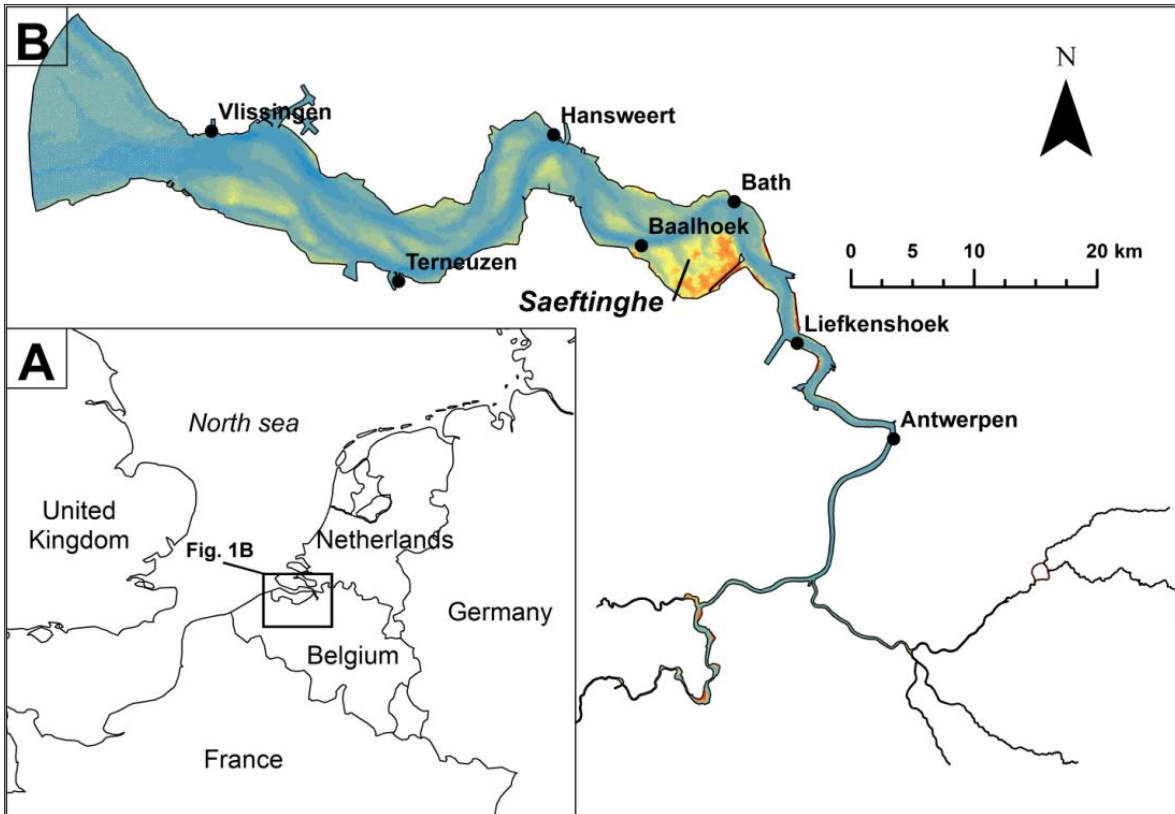 B
N
Vlissingen
Hansweert
Bath
Baalhoek
0 5 10 20 km
Terneuzen
Saeftinghe
Liefkenshoek
A
Antwerpen
North sea
United
Kingdom
Netherlands
Fig. 1B
Germany
Belgium
France